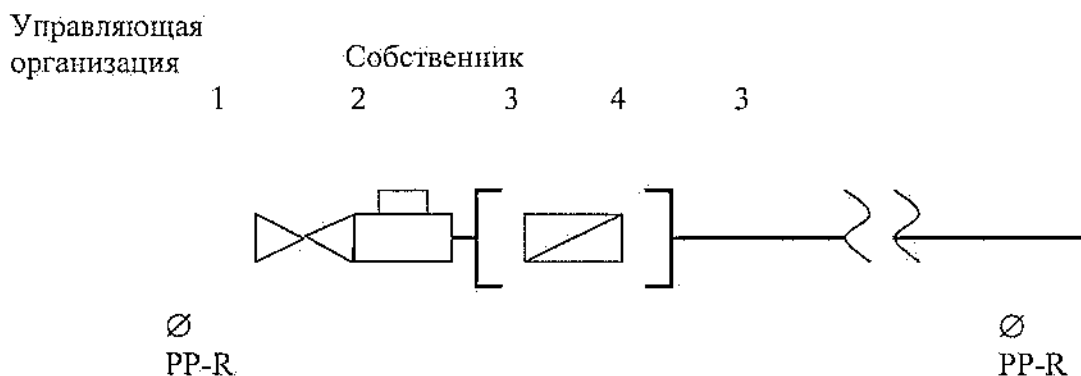 Управляющая
организация Собственник
1 2 3 4 3
∅ ∅
PP-R PP-R